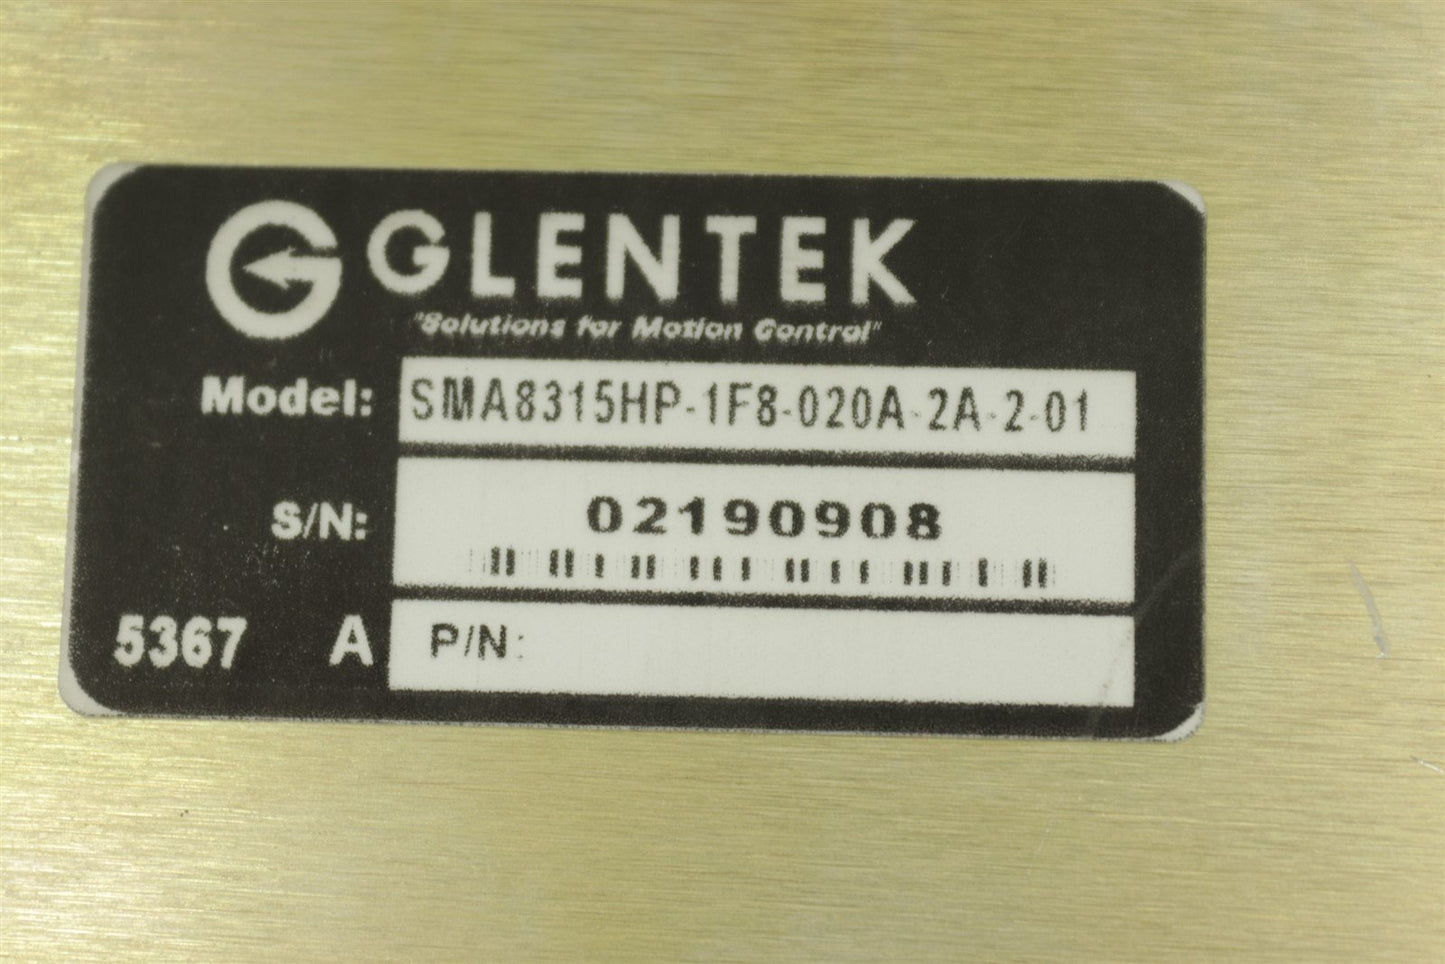 GLENTEK
"Solutions for Motion Control"
Model: SMA8315HP-1F8-020A-2A-2-01
S/N: 02190908
5367 A P/N: